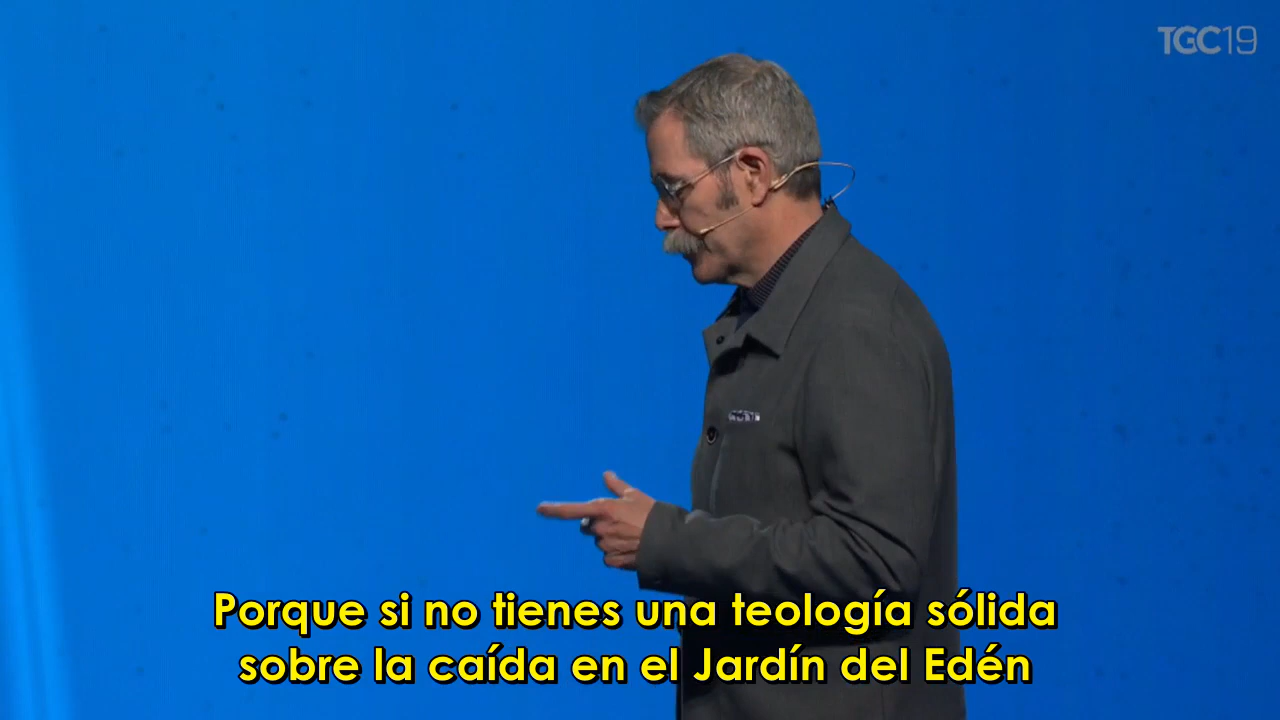 TGC19
Porque si no tienes una teología sólida
sobre la caída en el Jardín del Edén